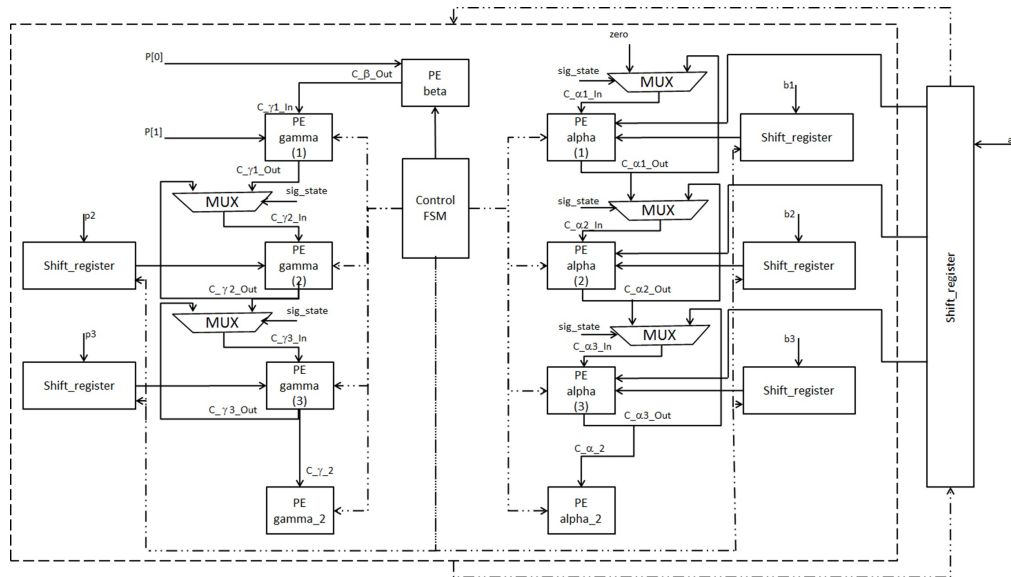 zero
P[0]
C_β_Out
PE
beta
sig_state
MUX
C_α1_In
b1
C_γ1_In
P[1]
PE
gamma
(1)
PE
alpha
(1)
Shift_register
a
C_γ1_Out
C_α1_Out
MUX
sig_state
Control
FSM
sig_state
MUX
p2
C_γ2_In
C_α2_In
b2
Shift_register
PE
gamma
(2)
PE
alpha
(2)
Shift_register
Shift_register
C_γ2_Out
C_α2_Out
MUX
sig_state
sig_state
MUX
p3
C_γ3_In
C_α3_In
b3
Shift_register
PE
gamma
(3)
PE
alpha
(3)
Shift_register
C_γ3_Out
C_α3_Out
C_γ_2
C_α_2
PE
gamma_2
PE
alpha_2